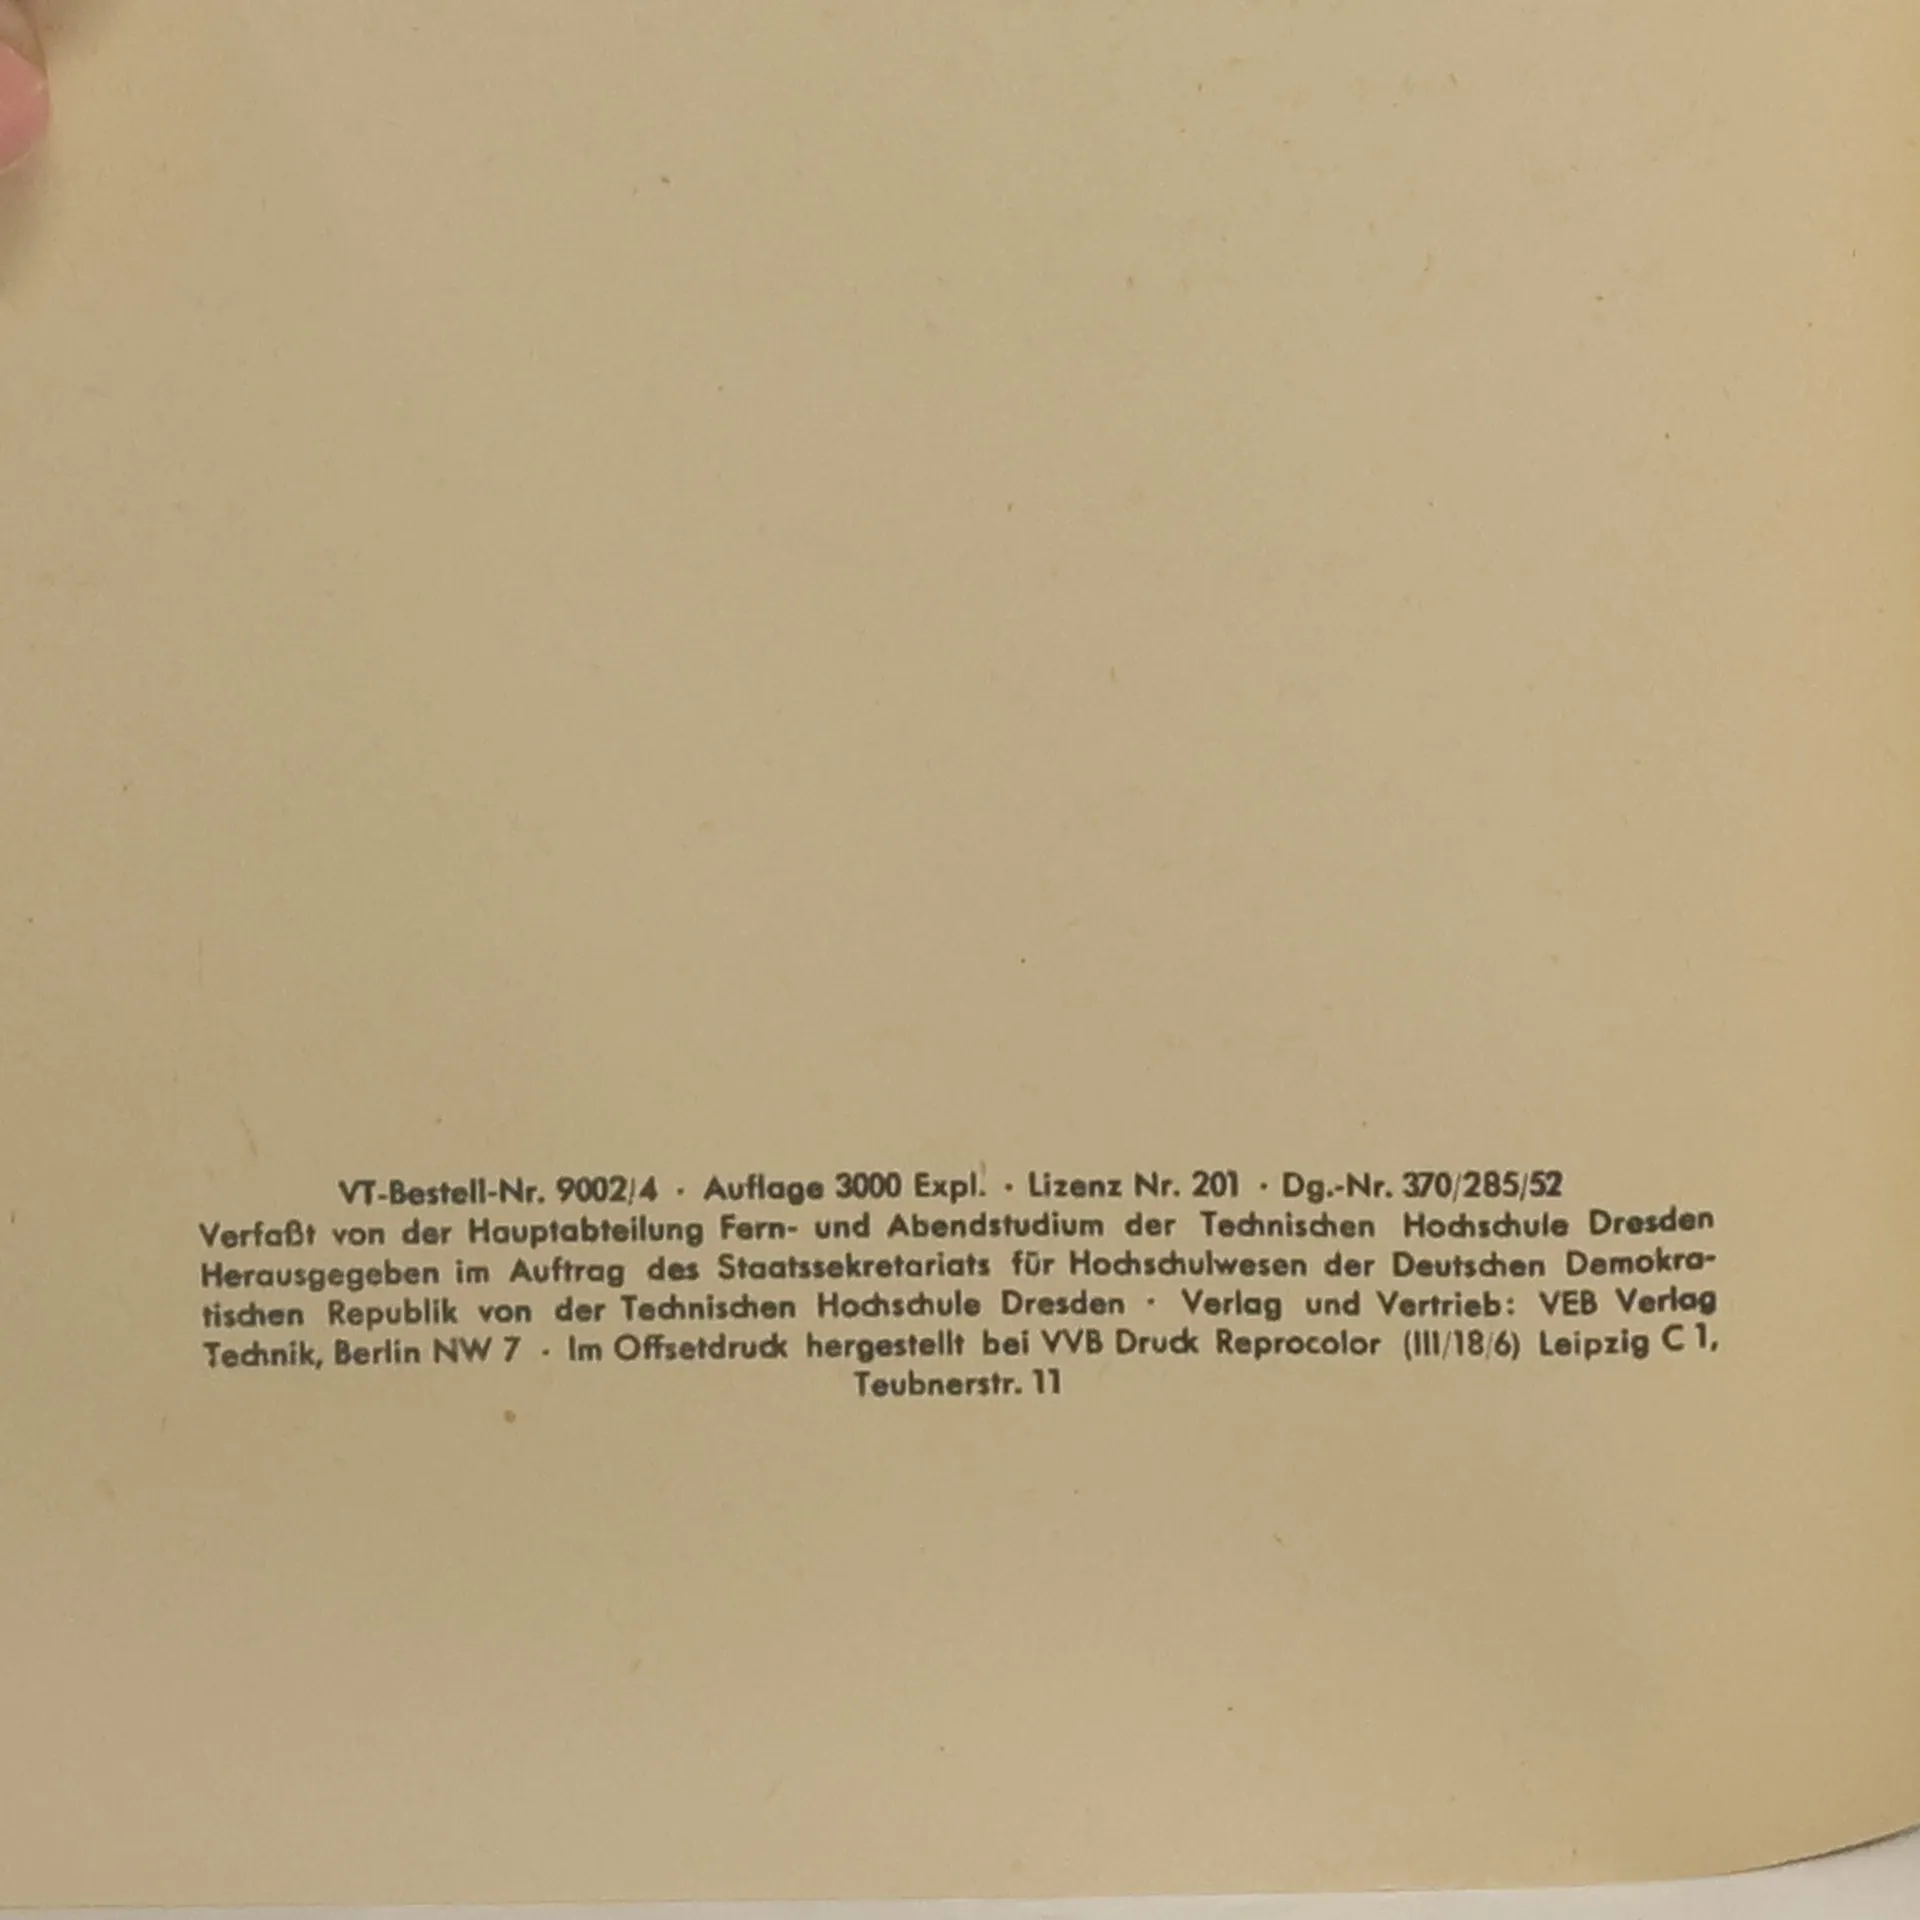 VT-Bestell-Nr. 9002/4 · Auflage 3000 Expl. · Lizenz Nr. 201 · Dg.-Nr. 370/285/52
Verfaßt von der Hauptabteilung Fern- und Abendstudium der Technischen Hochschule Dresden
Herausgegeben im Auftrag des Staatssekretariats für Hochschulwesen der Deutschen Demokra-
tischen Republik von der Technischen Hochschule Dresden · Verlag und Vertrieb: VEB Verlag
Technik, Berlin NW 7 · Im Offsetdruck hergestellt bei VVB Druck Reprocolor (III/18/6) Leipzig C 1,
Teubnerstr. 11